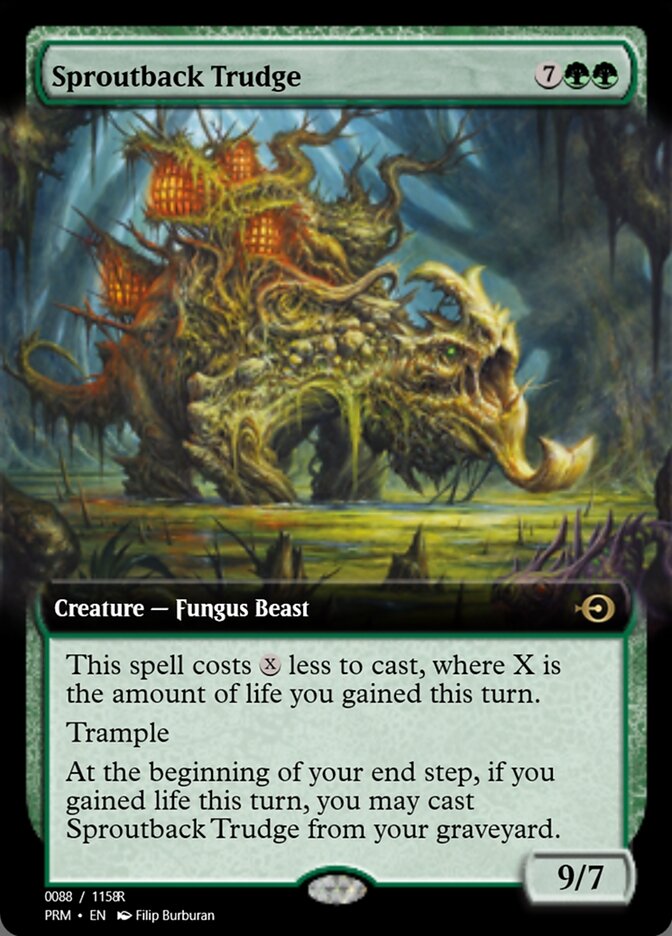 Sproutback Trudge 7
Creature — Fungus Beast
This spell costs X less to cast, where X is
the amount of life you gained this turn.
Trample
At the beginning of your end step, if you
gained life this turn, you may cast
Sproutback Trudge from your graveyard.
9/7
0088 / 1158R
PRM • EN Filip Burburan